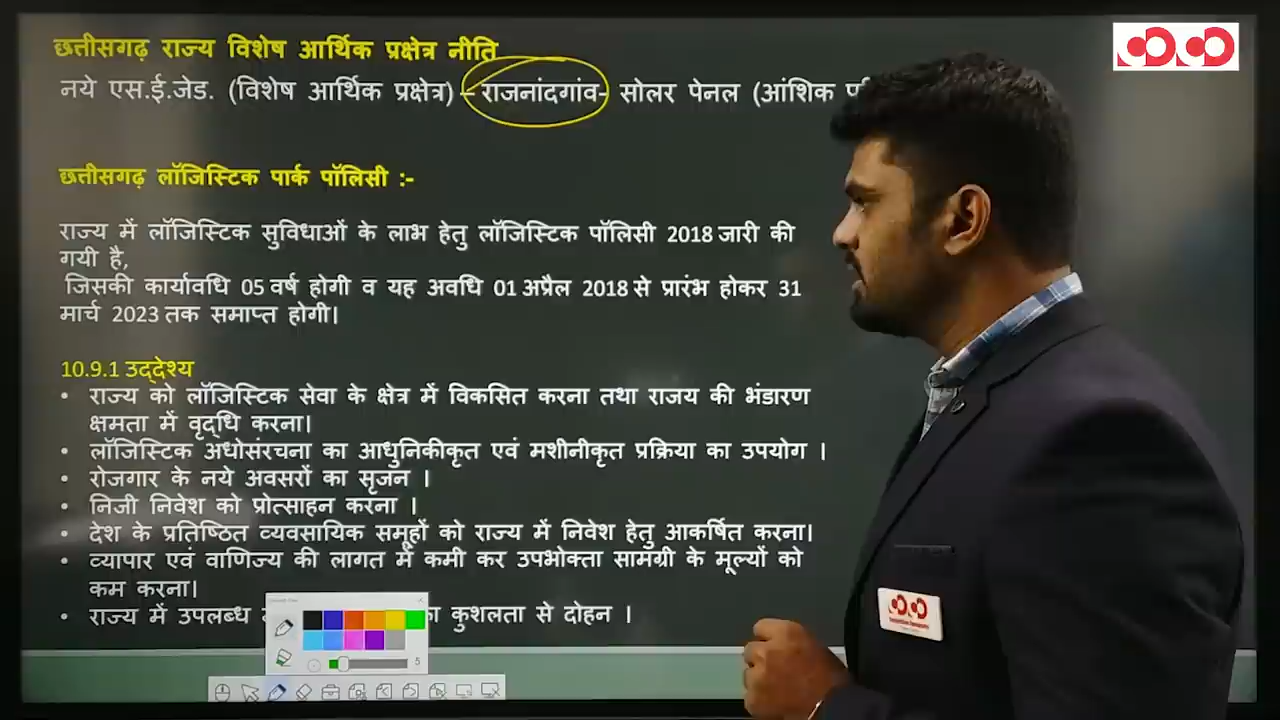 छत्तीसगढ़ राज्य विशेष आर्थिक प्रक्षेत्र नीति
नये एस.ई.जेड. (विशेष आर्थिक प्रक्षेत्र) – राजनांदगांव- सोलर पेनल (आंशिक
छत्तीसगढ़ लॉजिस्टिक पार्क पॉलिसी :-
राज्य में लॉजिस्टिक सुविधाओं के लाभ हेतु लॉजिस्टिक पॉलिसी 2018 जारी की
गयी है,
जिसकी कार्यावधि 05 वर्ष होगी व यह अवधि 01 अप्रैल 2018 से प्रारंभ होकर 31
मार्च 2023 तक समाप्त होगी।
10.9.1 उद्देश्य
• राज्य को लॉजिस्टिक सेवा के क्षेत्र में विकसित करना तथा राजय की भंडारण
क्षमता में वृद्धि करना।
• लॉजिस्टिक अधोसंरचना का आधुनिकीकृत एवं मशीनीकृत प्रक्रिया का उपयोग ।
• रोजगार के नये अवसरों का सृजन ।
• निजी निवेश को प्रोत्साहन करना ।
• देश के प्रतिष्ठित व्यवसायिक समूहों को राज्य में निवेश हेतु आकर्षित करना।
• व्यापार एवं वाणिज्य की लागत में कमी कर उपभोक्ता सामग्री के मूल्यों को
कम करना।
• राज्य में उपलब्ध का कुशलता से दोहन ।
5